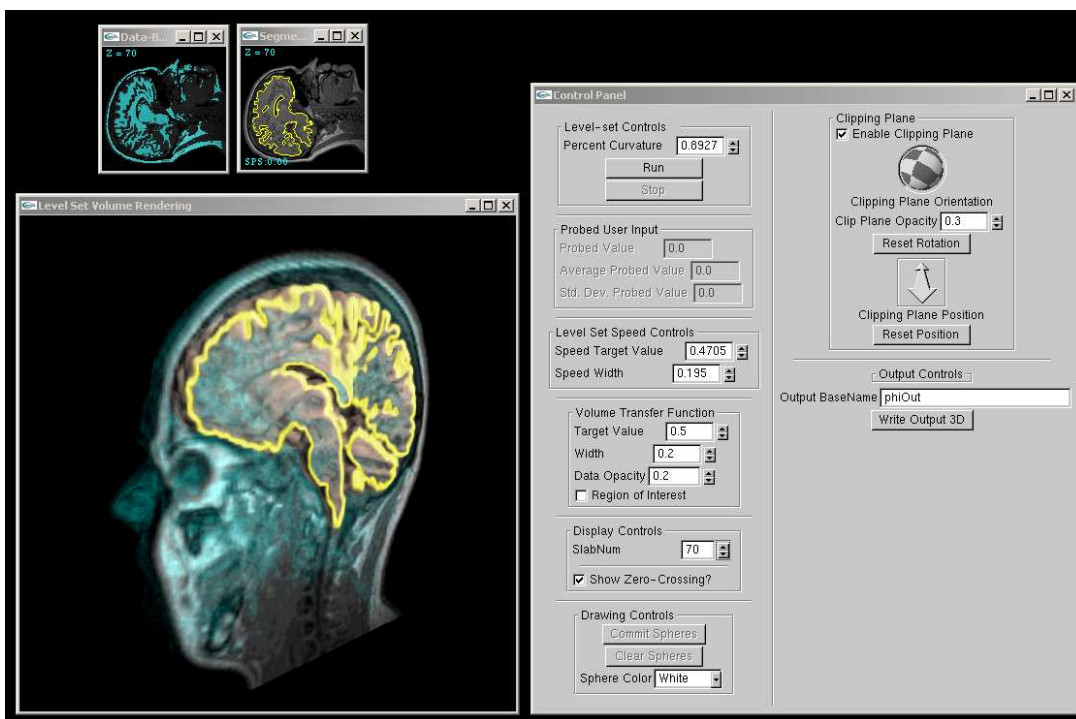 Data-B...
Z = 70
Segme...
Z = 70
SPS:0.00
Level Set Volume Rendering
Control Panel
Level-set Controls
Percent Curvature 0.8927
Run
Stop
Probed User Input
Probed Value 0.0
Average Probed Value 0.0
Std. Dev. Probed Value 0.0
Level Set Speed Controls
Speed Target Value 0.4705
Speed Width 0.195
Volume Transfer Function
Target Value 0.5
Width 0.2
Data Opacity 0.2
Region of Interest
Display Controls
SlabNum 70
Show Zero-Crossing?
Drawing Controls
Commit Spheres
Clear Spheres
Sphere Color White
Clipping Plane
Enable Clipping Plane
Clipping Plane Orientation
Clip Plane Opacity 0.3
Reset Rotation
Clipping Plane Position
Reset Position
Output Controls
Output BaseName phiOut
Write Output 3D